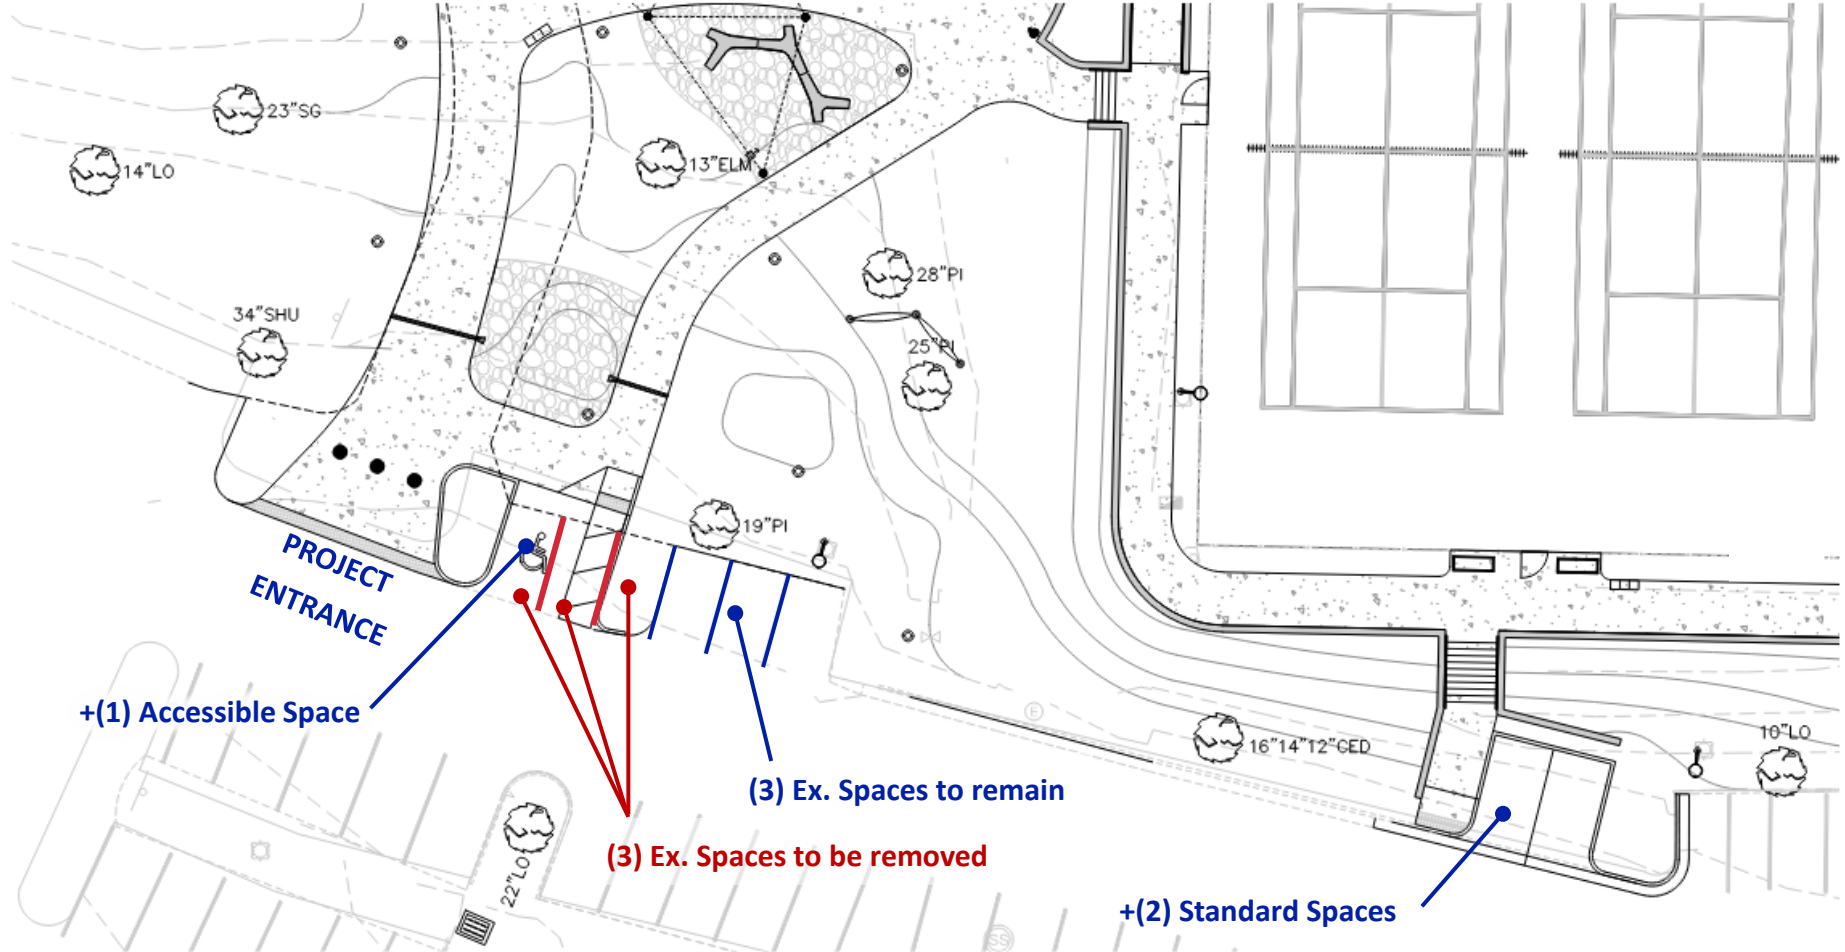 23"SG
14"LO
13"ELM
28"PI
34"SHU
25"PI
19"PI
PROJECT
ENTRANCE
+(1) Accessible Space
(3) Ex. Spaces to remain
(3) Ex. Spaces to be removed
E
16"14"12"CED
10"LO
22"LO
+(2) Standard Spaces
SS